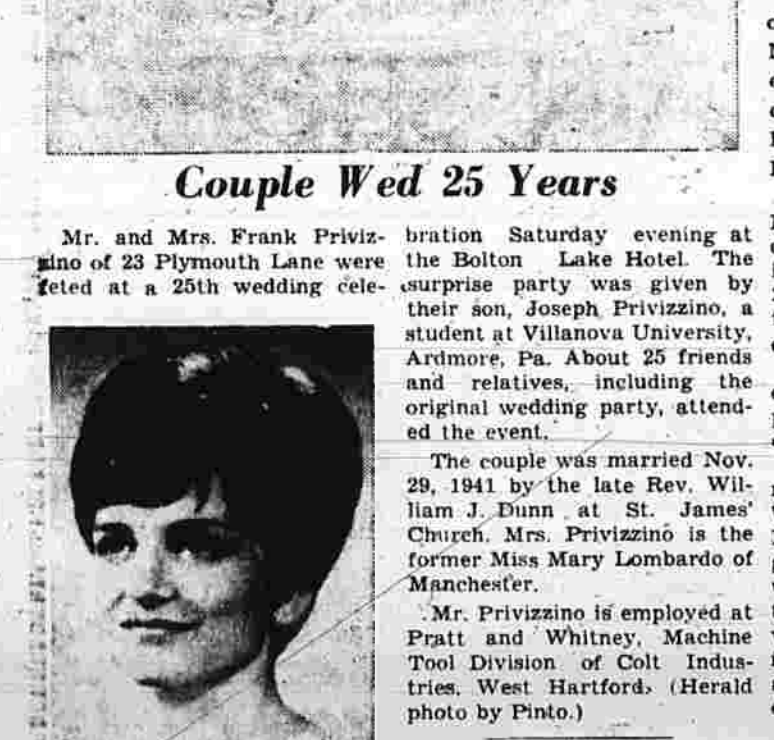 Couple Wed 25 Years
Mr. and Mrs. Frank Priviz-
zino of 23 Plymouth Lane were
feted at a 25th wedding cele-
bration Saturday evening at
the Bolton Lake Hotel. The
surprise party was given by
their son, Joseph Privizzino, a
student at Villanova University,
Ardmore, Pa. About 25 friends
and relatives, including the
original wedding party, attend-
ed the event.
The couple was married Nov.
29, 1941 by the late Rev. Wil-
liam J. Dunn at St. James'
Church. Mrs. Privizzino is the
former Miss Mary Lombardo of
Manchester.
Mr. Privizzino is employed at
Pratt and Whitney, Machine
Tool Division of Colt Indus-
tries, West Hartford. (Herald
photo by Pinto.)